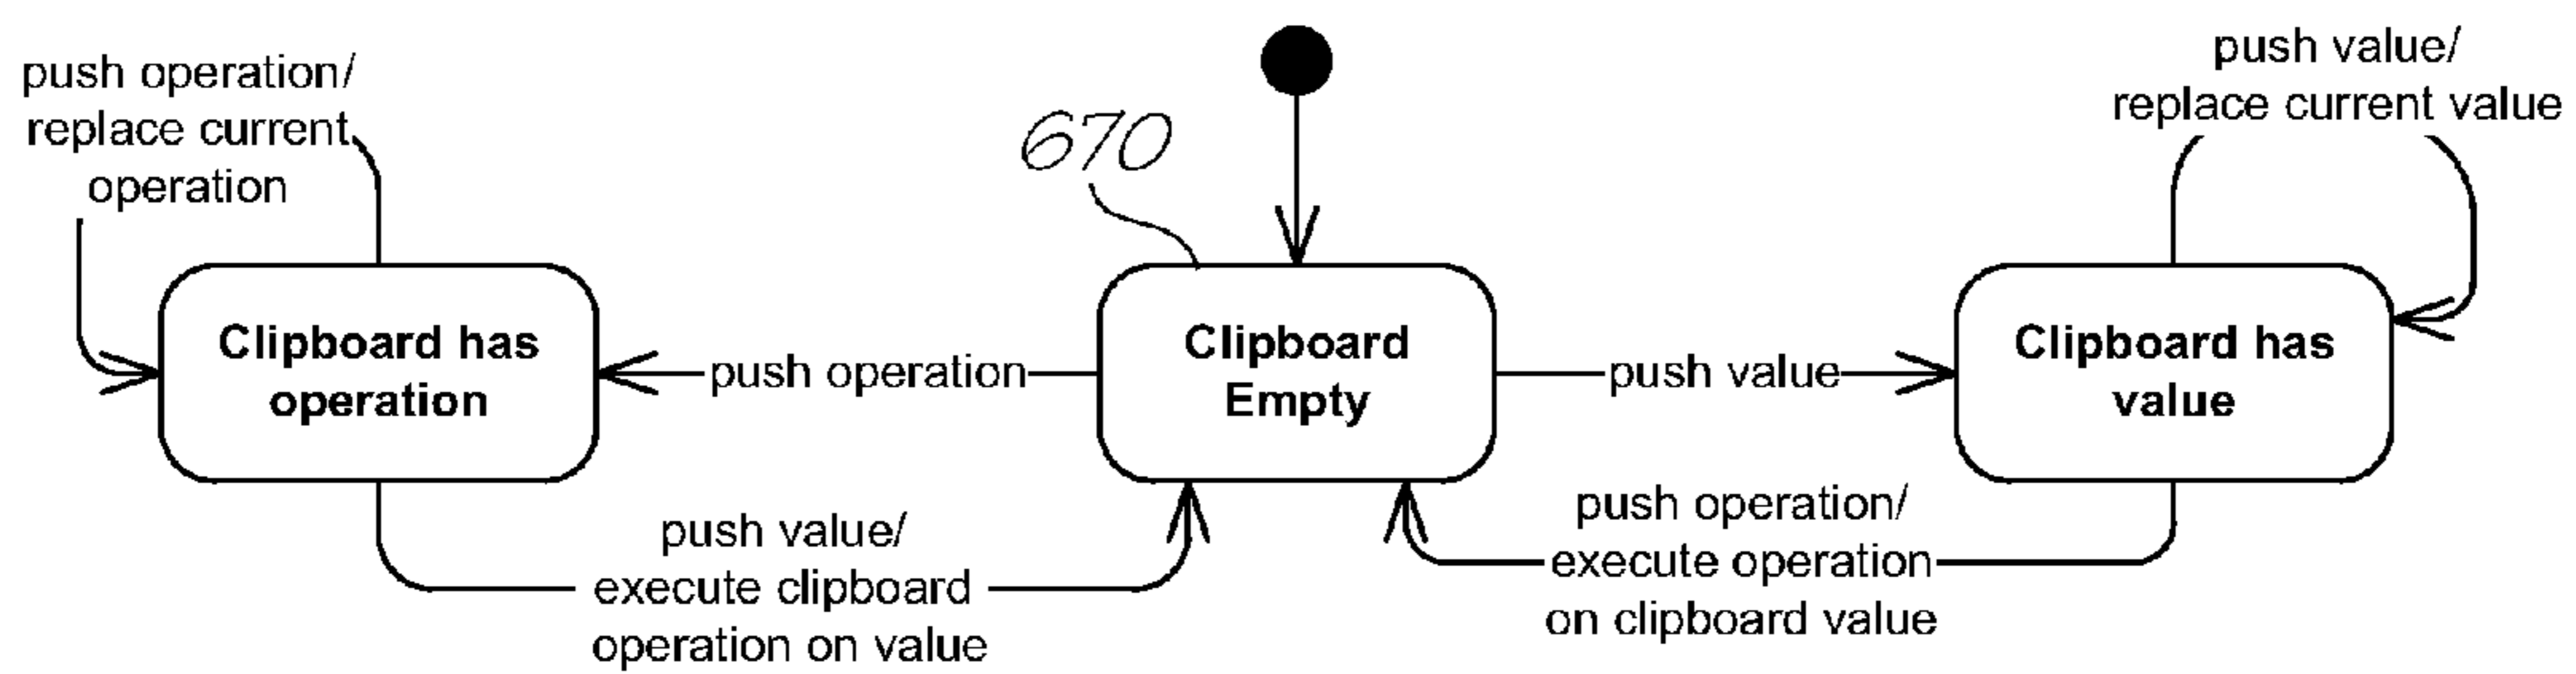 push operation/
replace current
operation
670
push value/
replace current value
Clipboard has
operation
push operation
Clipboard
Empty
push value
Clipboard has
value
push value/
execute clipboard
operation on value
push operation/
execute operation
on clipboard value